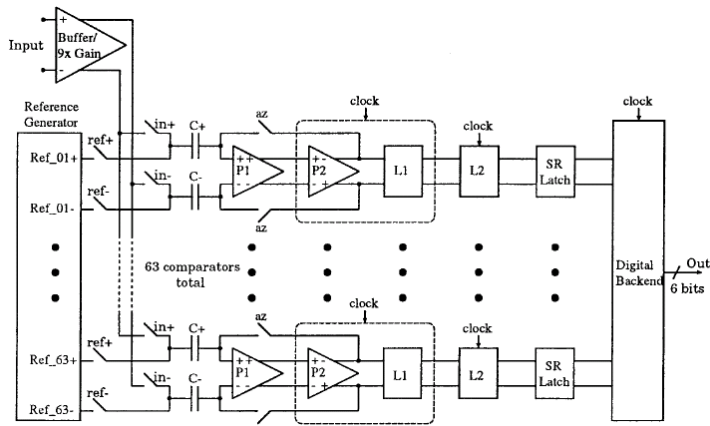 Input
+
-
Buffer/
9x Gain
Reference
Generator
Ref_01+
Ref_01-
Ref_63+
Ref_63-
ref+
in+
C+
az
+ +
P1
- -
+ -
P2
- +
clock
L1
clock
L2
SR
Latch
clock
Digital
Backend
Out
6 bits
ref-
in-
C-
az
63 comparators
total
ref+
in+
C+
az
+ +
P1
- -
+ -
P2
- +
clock
L1
clock
L2
SR
Latch
ref-
in-
C-
az